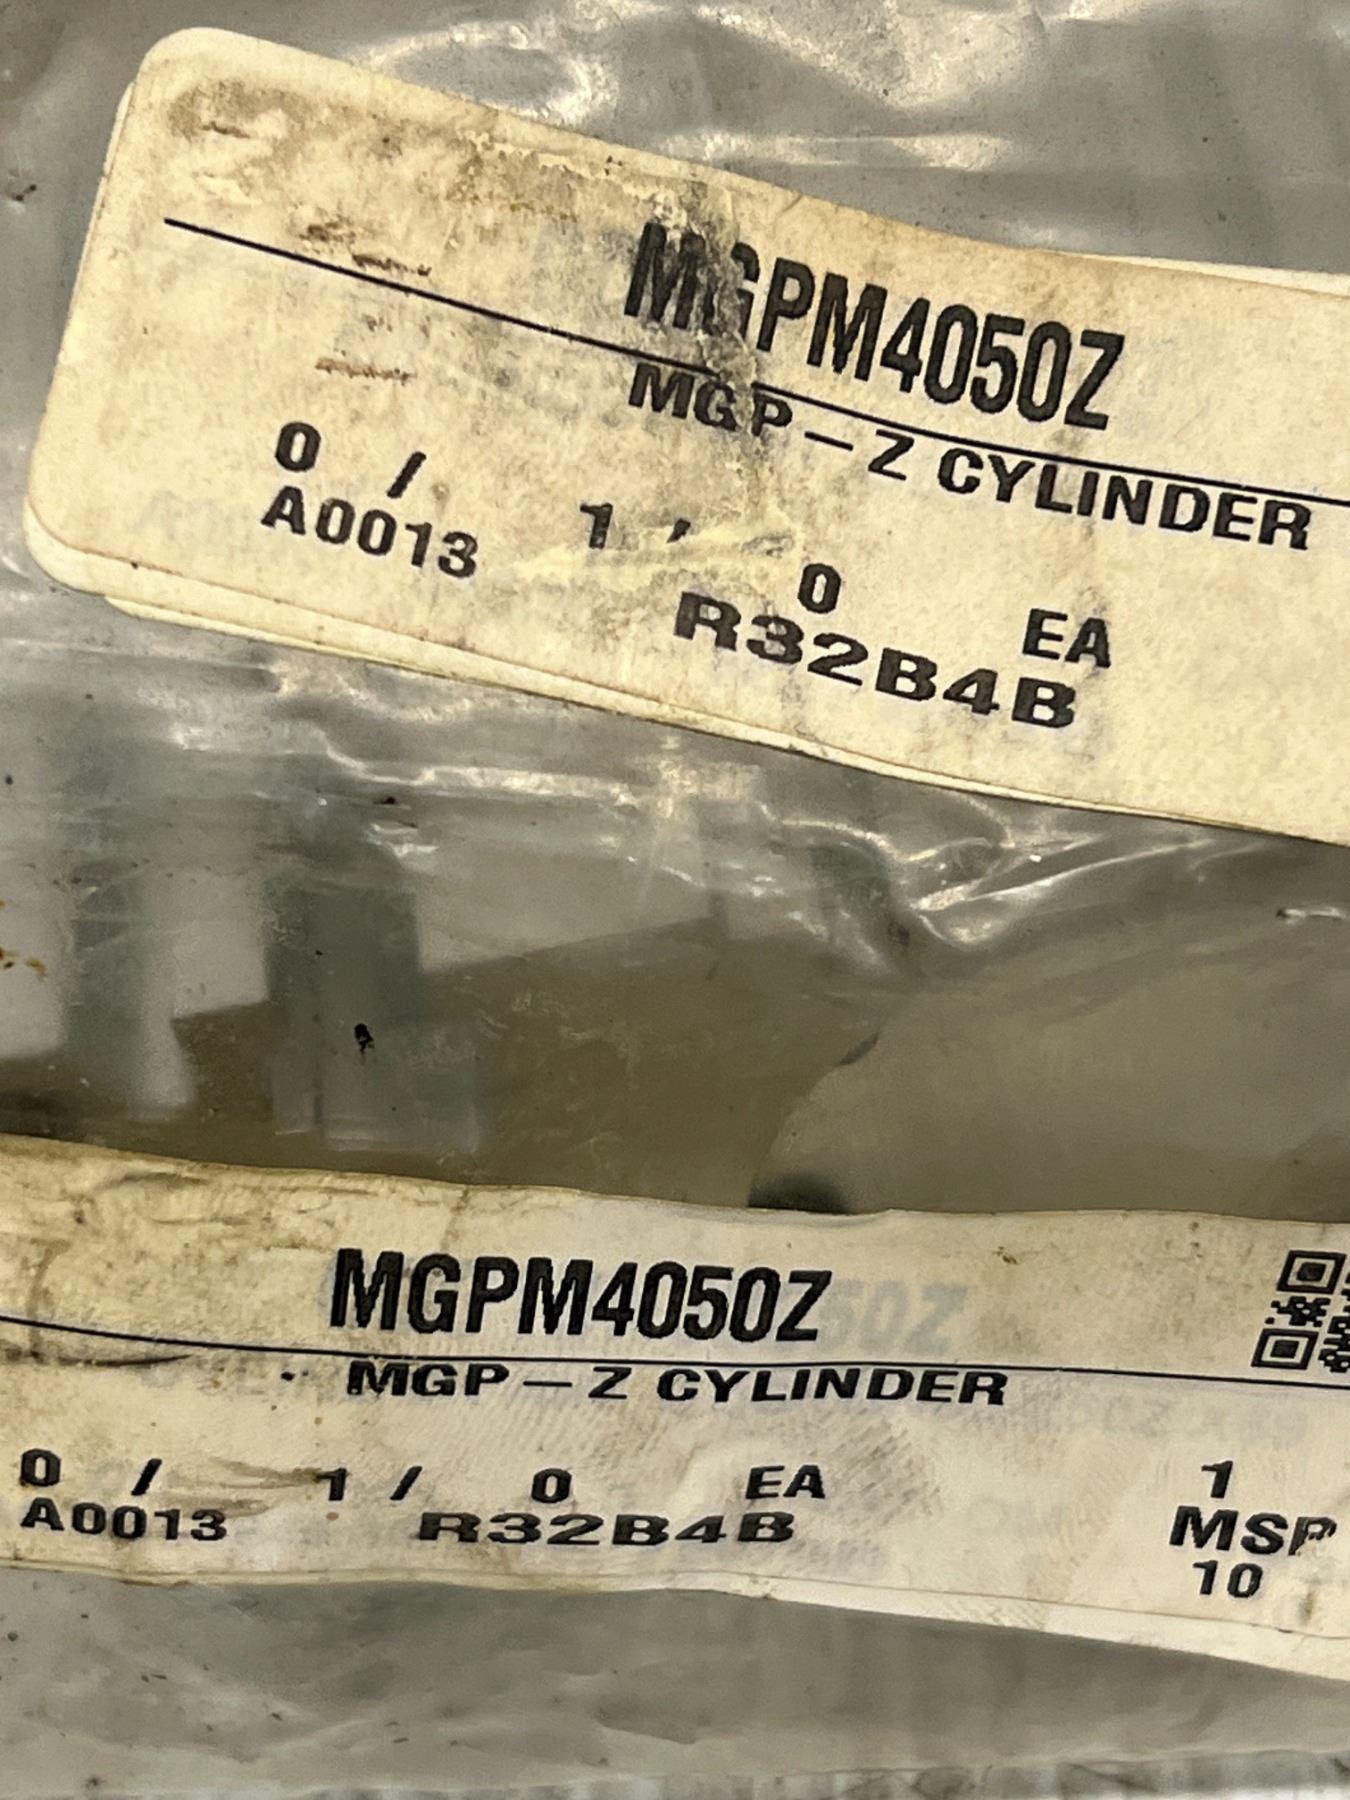 MGPM4050Z
MGP-Z CYLINDER
0 / 1 / 0 EA
A0013 R32B4B
MGPM4050Z
MGP-Z CYLINDER
0 / 1 / 0 EA 1
A0013 R32B4B MSP
10